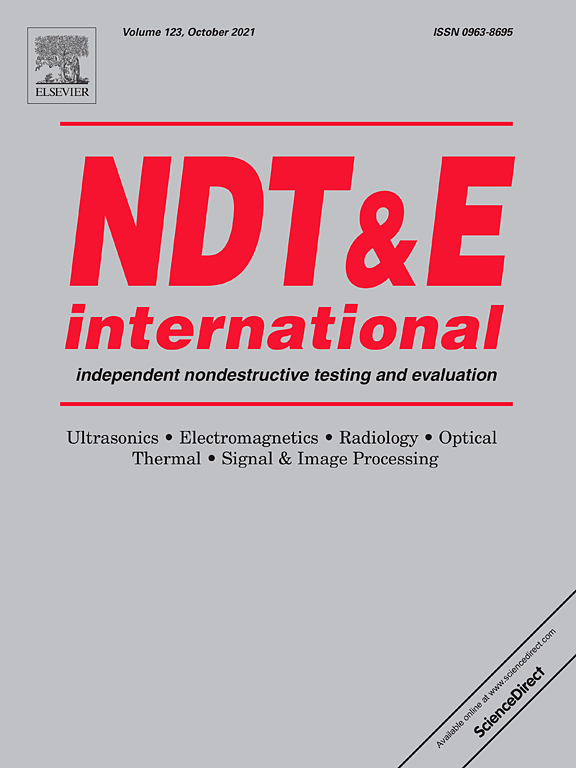 Volume 123, October 2021
ISSN 0963-8695
ELSEVIER
NDT&E
international
independent nondestructive testing and evaluation
Ultrasonics • Electromagnetics • Radiology • Optical
Thermal • Signal & Image Processing
Available online at www.sciencedirect.com
ScienceDirect